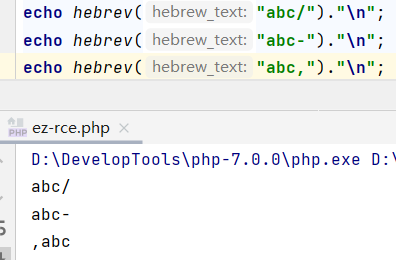 echo hebrev( hebrew_text: "abc/")."\n";
echo hebrev( hebrew_text: "abc-")."\n";
echo hebrev( hebrew_text: "abc,")."\n";
ez-rce.php ×
D:\DevelopTools\php-7.0.0\php.exe D:\
abc/
abc-
,abc